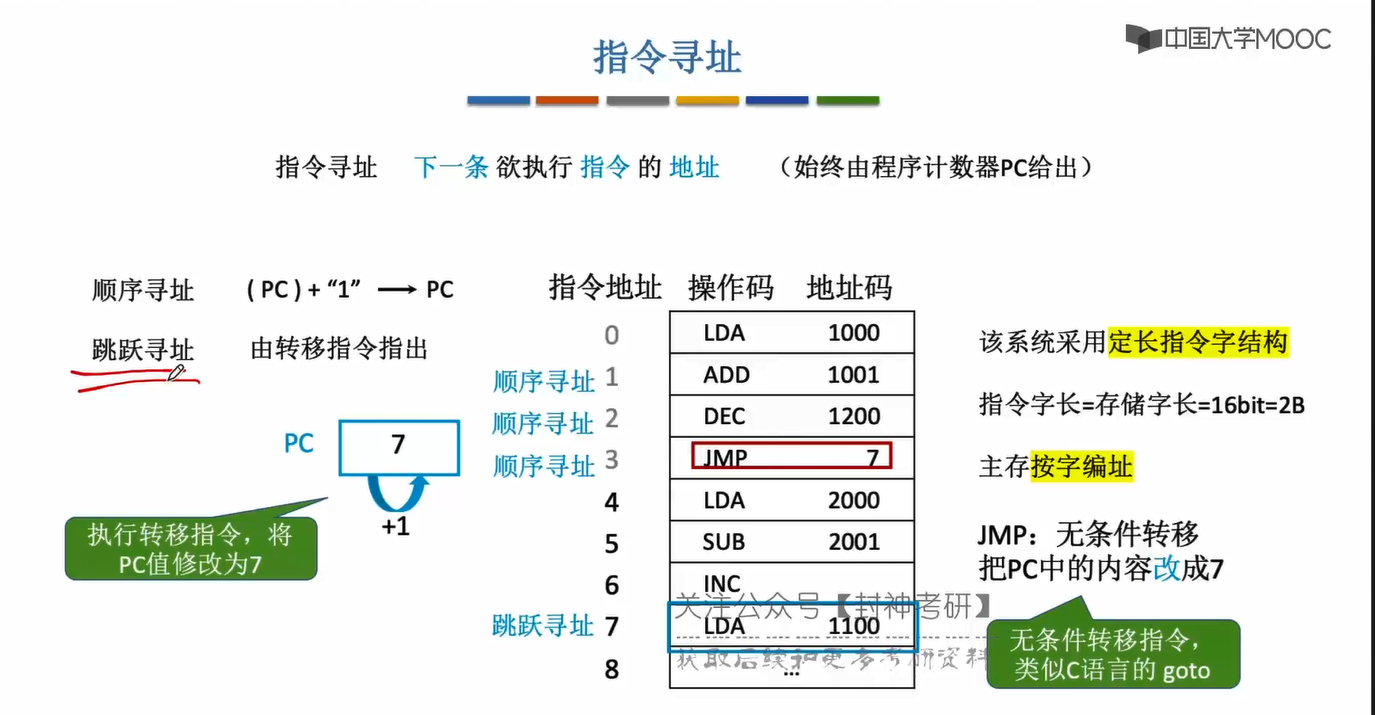 中国大学MOOC
指令寻址
指令寻址 下一条 欲执行 指令 的 地址 （始终由程序计数器PC给出）
顺序寻址 ( PC ) + “1” → PC
跳跃寻址 由转移指令指出
PC 7
+1
执行转移指令，将
PC值修改为7
指令地址 操作码 地址码
0 LDA 1000
顺序寻址 1 ADD 1001
顺序寻址 2 DEC 1200
顺序寻址 3 JMP 7
4 LDA 2000
5 SUB 2001
6 INC
关注公众号【封神考研】
跳跃寻址 7 LDA 1100
获取后续和更多考研资料
8 ...
该系统采用定长指令字结构
指令字长=存储字长=16bit=2B
主存按字编址
JMP：无条件转移
把PC中的内容改成7
无条件转移指令，
类似C语言的 goto